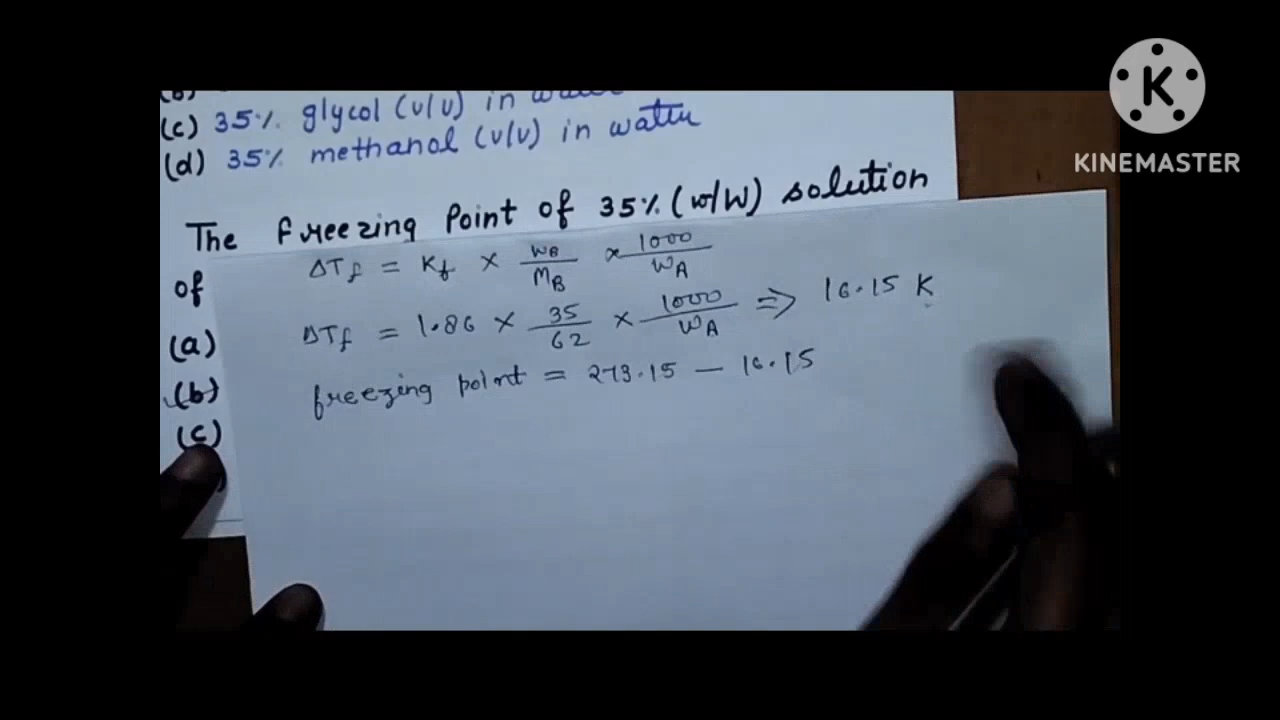 (c) 35% glycol (v/v) in water
(d) 35% methanol (v/v) in water
K
KINEMASTER
The freezing Point of 35% (w/W) solution
of
ΔTf = Kf × WB/MB × 1000/WA
(a)
ΔTf = 1.86 × 35/62 × 1000/WA ⇒ 16.15 K
(b)
freezing point = 273.15 – 16.15
(c)